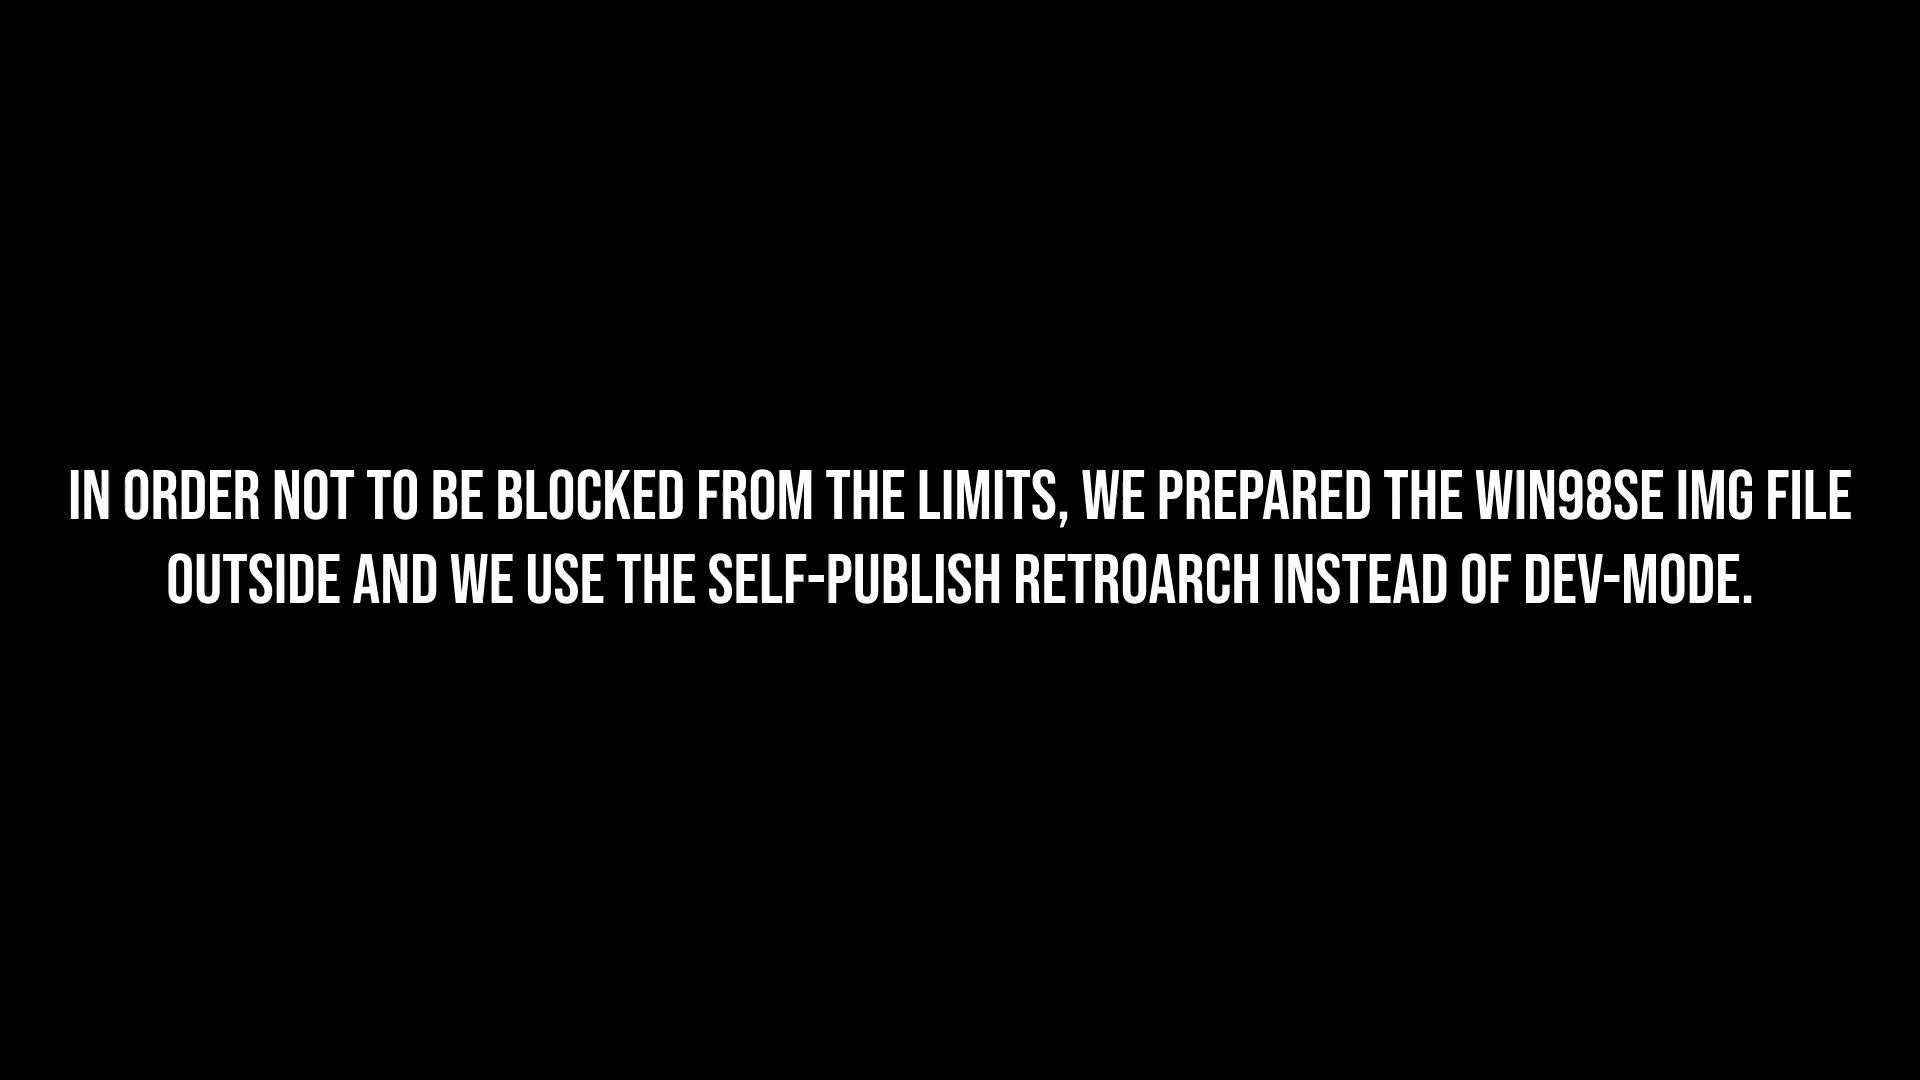 IN ORDER NOT TO BE BLOCKED FROM THE LIMITS, WE PREPARED THE WIN98SE IMG FILE
OUTSIDE AND WE USE THE SELF-PUBLISH RETROARCH INSTEAD OF DEV-MODE.